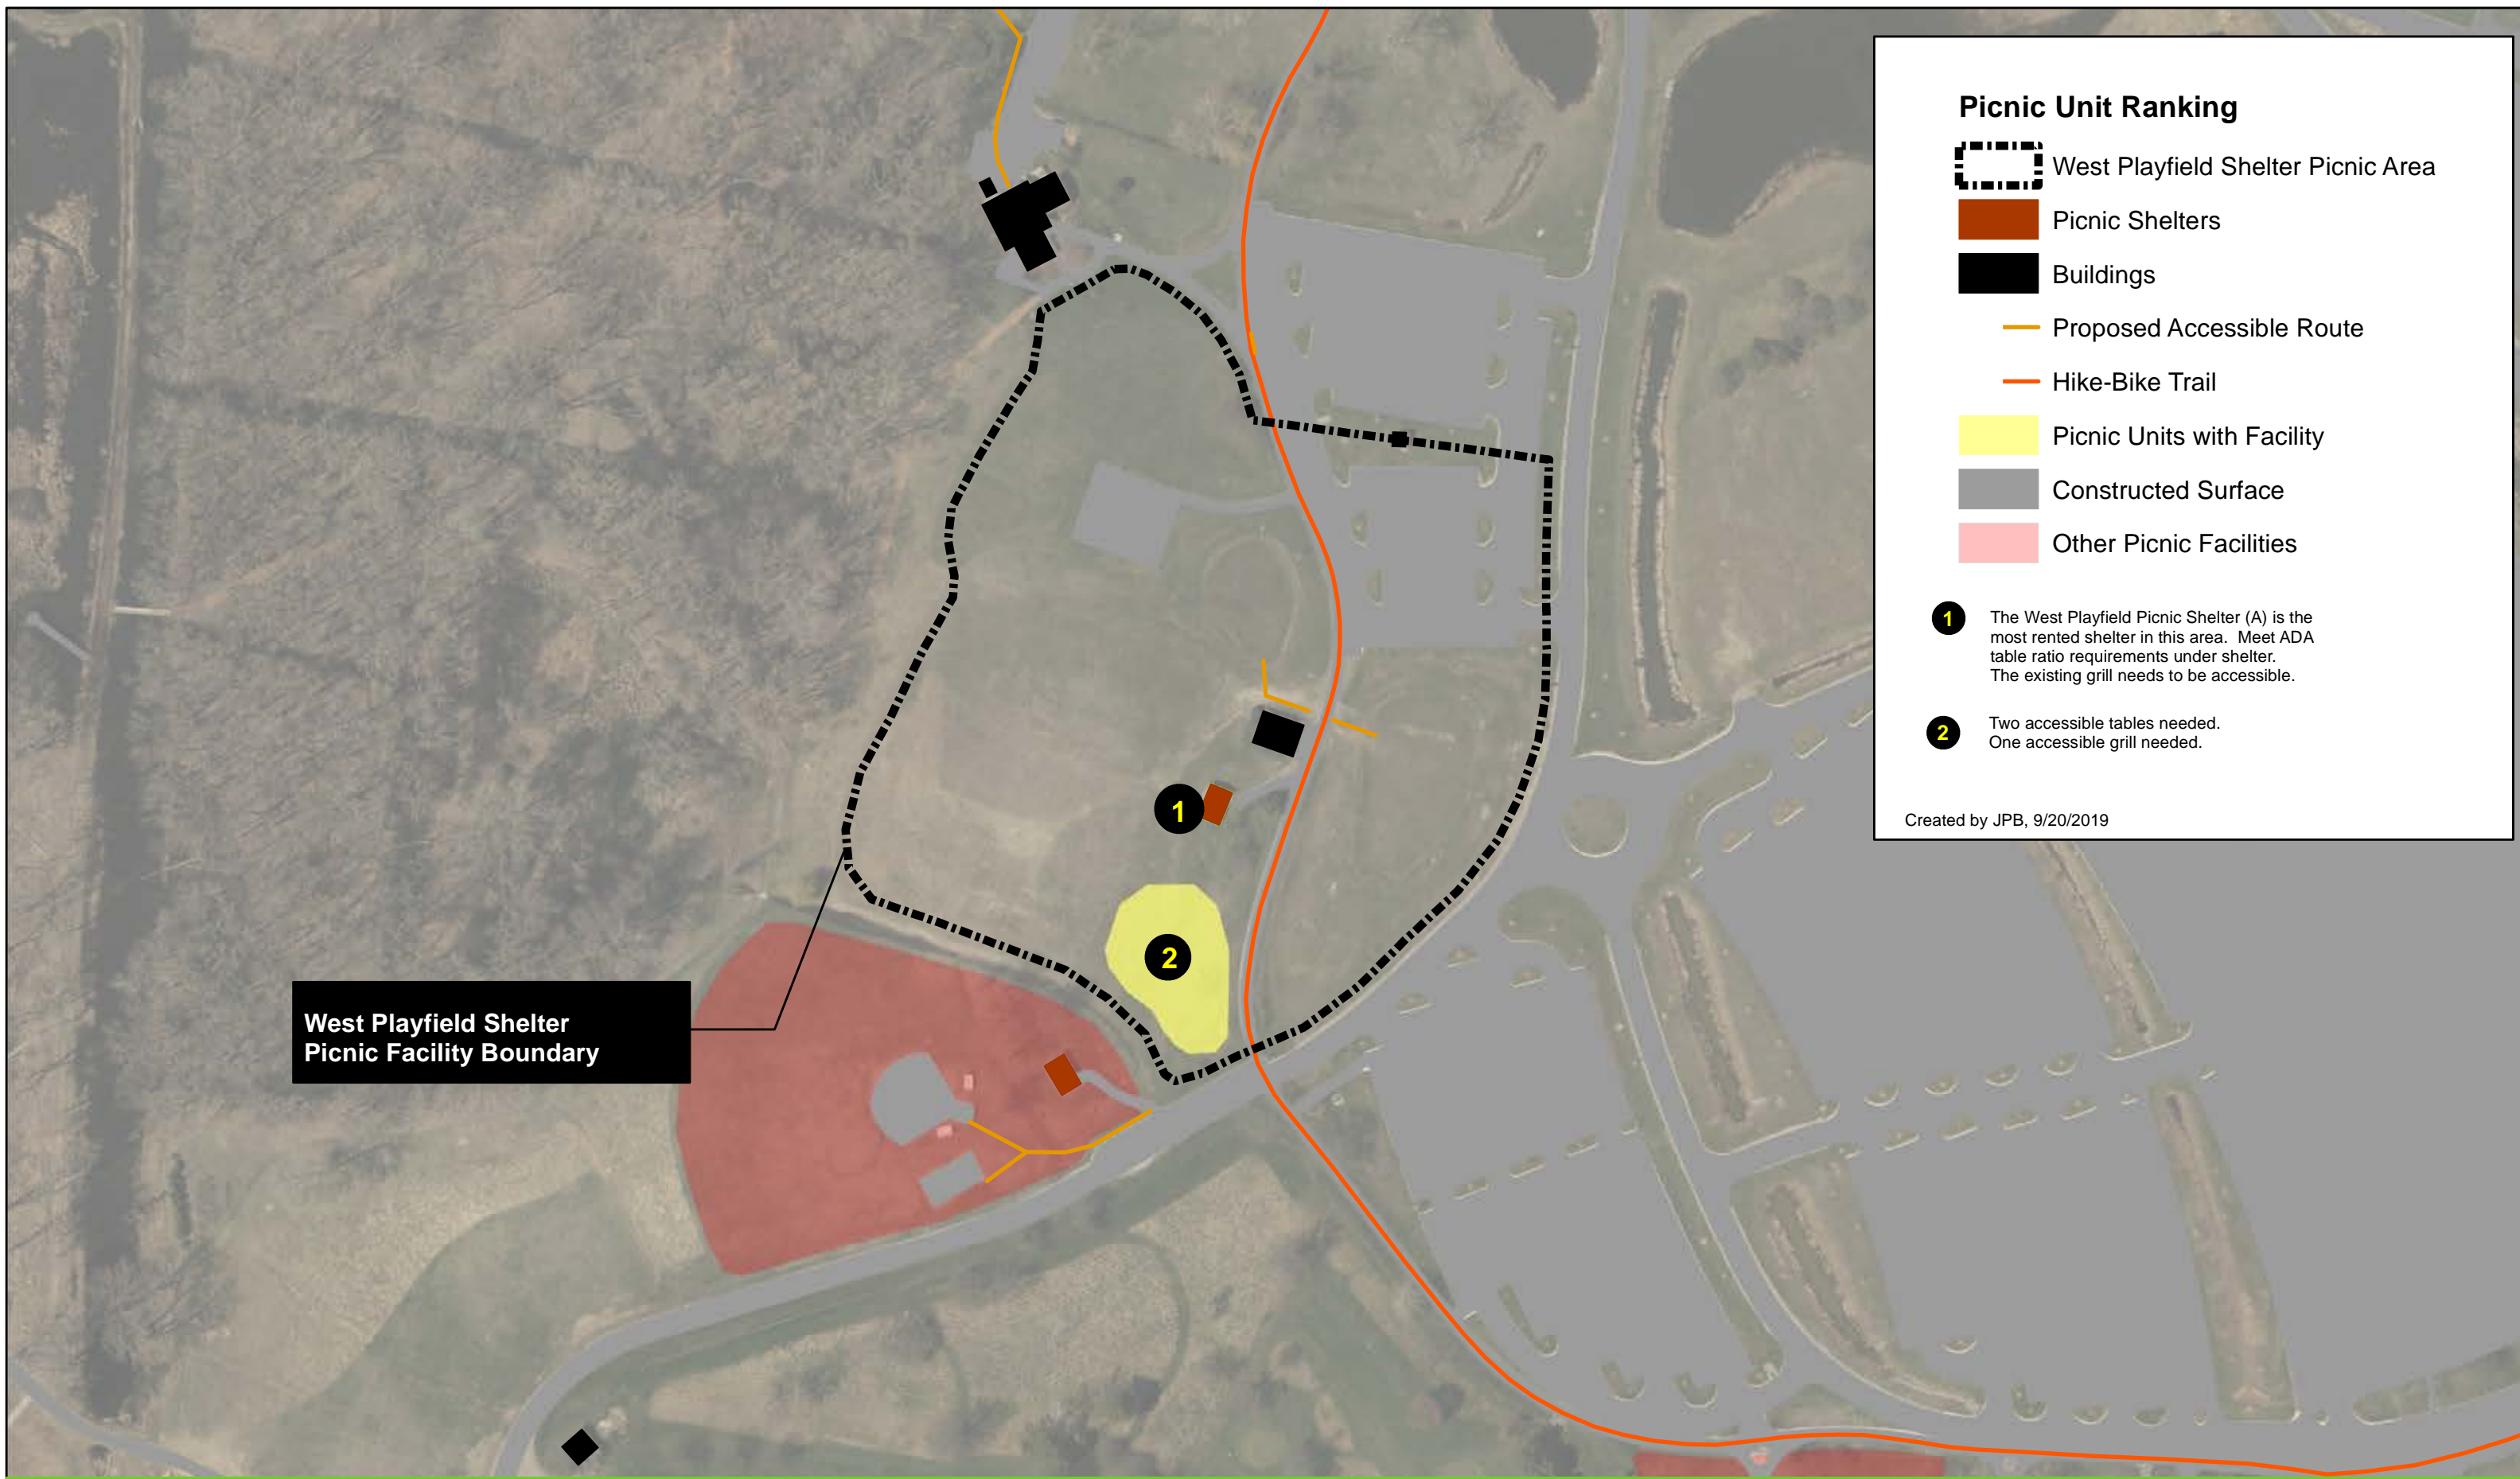 Picnic Unit Ranking
West Playfield Shelter Picnic Area
Picnic Shelters
Buildings
Proposed Accessible Route
Hike-Bike Trail
Picnic Units with Facility
Constructed Surface
Other Picnic Facilities
1
The West Playfield Picnic Shelter (A) is the
most rented shelter in this area. Meet ADA
table ratio requirements under shelter.
The existing grill needs to be accessible.
2
Two accessible tables needed.
One accessible grill needed.
Created by JPB, 9/20/2019
1
2
West Playfield Shelter
Picnic Facility Boundary